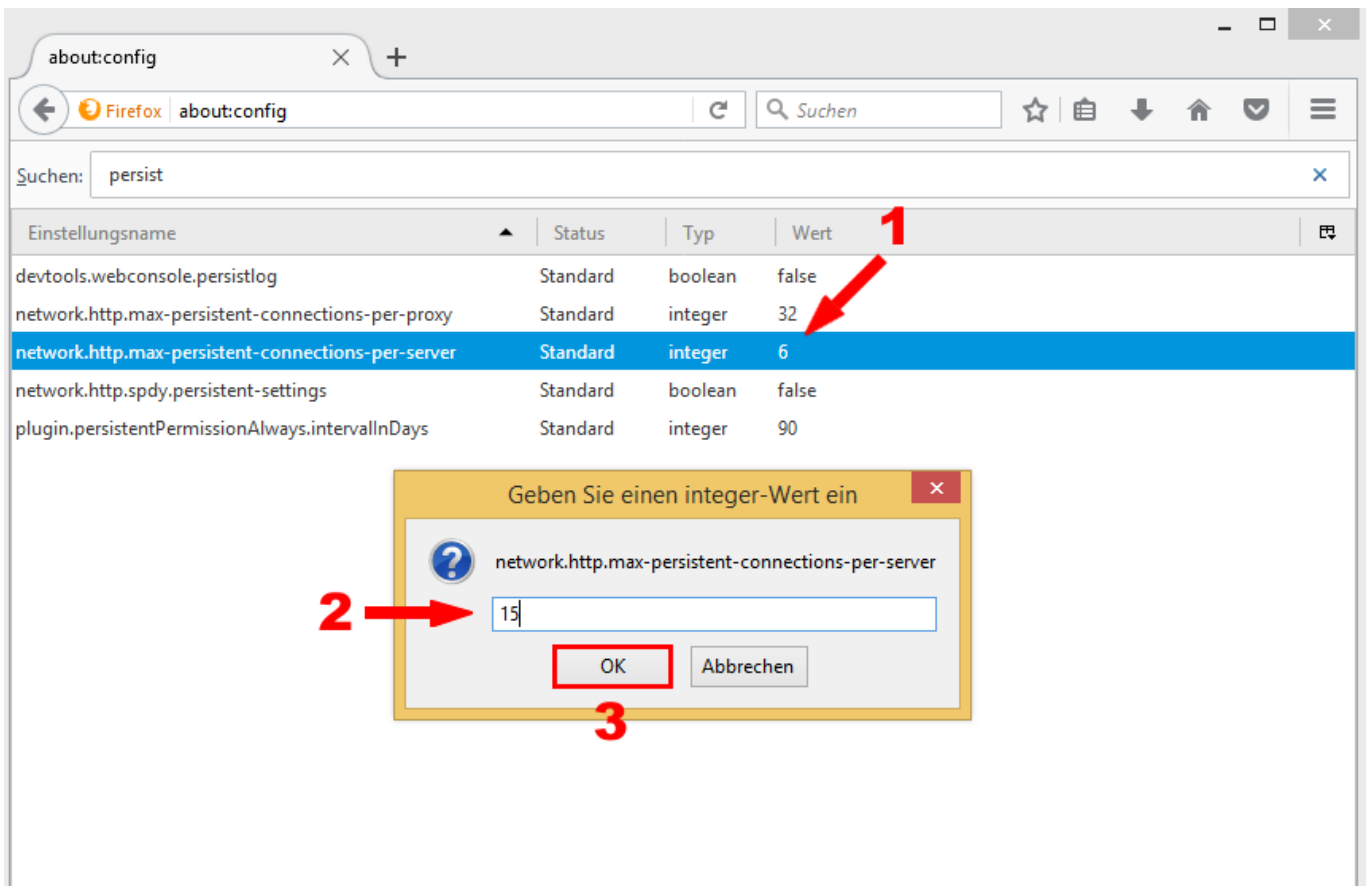 about:config
Firefox about:config Suchen
Suchen: persist
Einstellungsname Status Typ Wert 1
devtools.webconsole.persistlog Standard boolean false
network.http.max-persistent-connections-per-proxy Standard integer 32
network.http.max-persistent-connections-per-server Standard integer 6
network.http.spdy.persistent-settings Standard boolean false
plugin.persistentPermissionAlways.intervalInDays Standard integer 90
Geben Sie einen integer-Wert ein
network.http.max-persistent-connections-per-server
2 15
OK Abbrechen
3